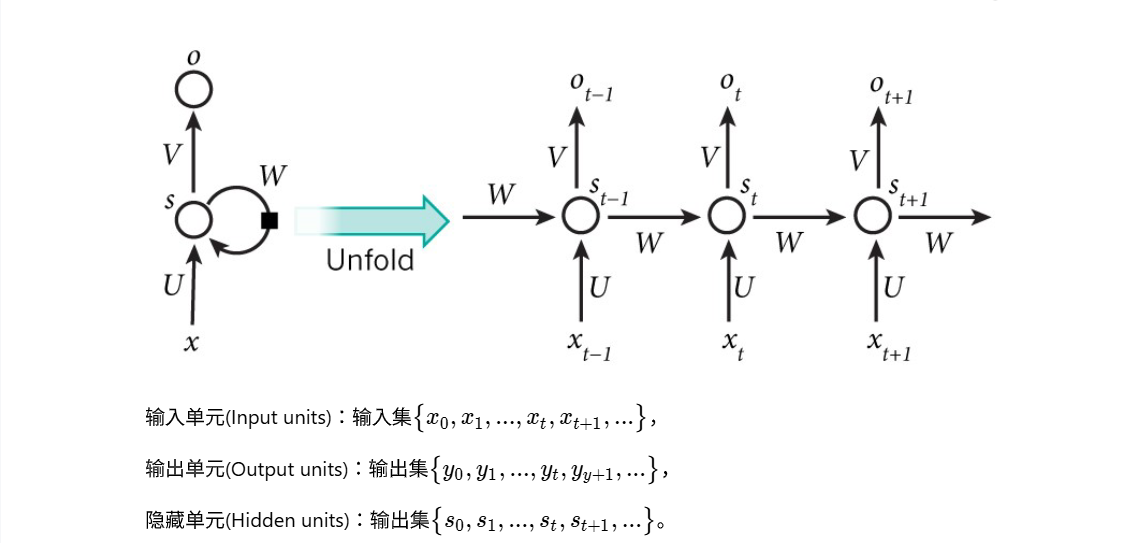 o
o_{t-1} o_t o_{t+1}
V V V V
s W s_{t-1} s_t s_{t+1}
W
Unfold W W W
U U U U
x x_{t-1} x_t x_{t+1}
输入单元(Input units)：输入集{x_0, x_1, ..., x_t, x_{t+1}, ...}，
输出单元(Output units)：输出集{y_0, y_1, ..., y_t, y_{y+1}, ...}，
隐藏单元(Hidden units)：输出集{s_0, s_1, ..., s_t, s_{t+1}, ...}。